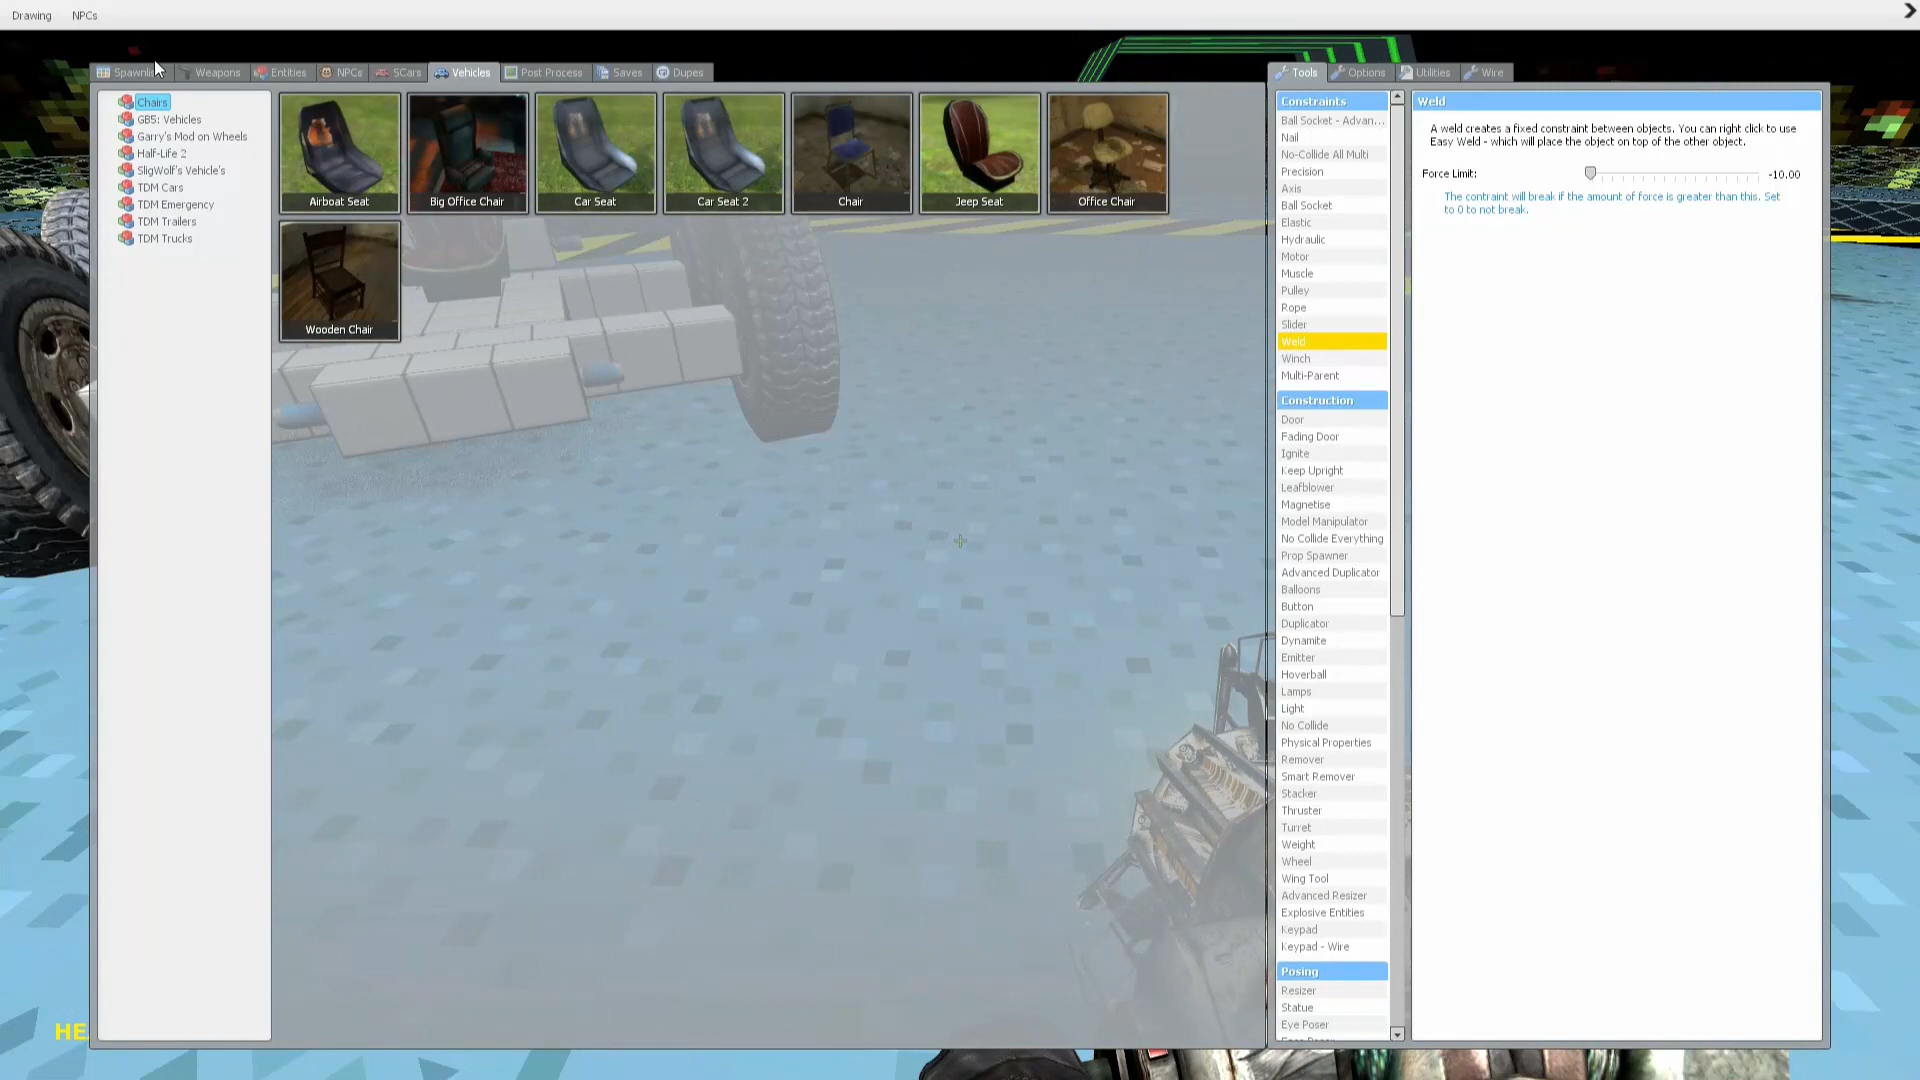 Drawing NPCs
Spawnlis Weapons Entities NPCs SCars Vehicles Post Process Saves Dupes
Chairs
GB5: Vehicles
Garry's Mod on Wheels
Half-Life 2
SligWolf's Vehicle's
TDM Cars
TDM Emergency
TDM Trailers
TDM Trucks
Airboat Seat
Big Office Chair
Car Seat
Car Seat 2
Chair
Jeep Seat
Office Chair
Wooden Chair
HE
Tools Options Utilities Wire
Constraints
Ball Socket - Advan...
Nail
No-Collide All Multi
Precision
Axis
Ball Socket
Elastic
Hydraulic
Motor
Muscle
Pulley
Rope
Slider
Weld
Winch
Multi-Parent
Construction
Door
Fading Door
Ignite
Keep Upright
Leafblower
Magnetise
Model Manipulator
No Collide Everything
Prop Spawner
Advanced Duplicator
Balloons
Button
Duplicator
Dynamite
Emitter
Hoverball
Lamps
Light
No Collide
Physical Properties
Remover
Smart Remover
Stacker
Thruster
Turret
Weight
Wheel
Wing Tool
Advanced Resizer
Explosive Entities
Keypad
Keypad - Wire
Posing
Resizer
Statue
Eye Poser
Weld
A weld creates a fixed constraint between objects. You can right click to use
Easy Weld - which will place the object on top of the other object.
Force Limit: -10.00
The contraint will break if the amount of force is greater than this. Set
to 0 to not break.